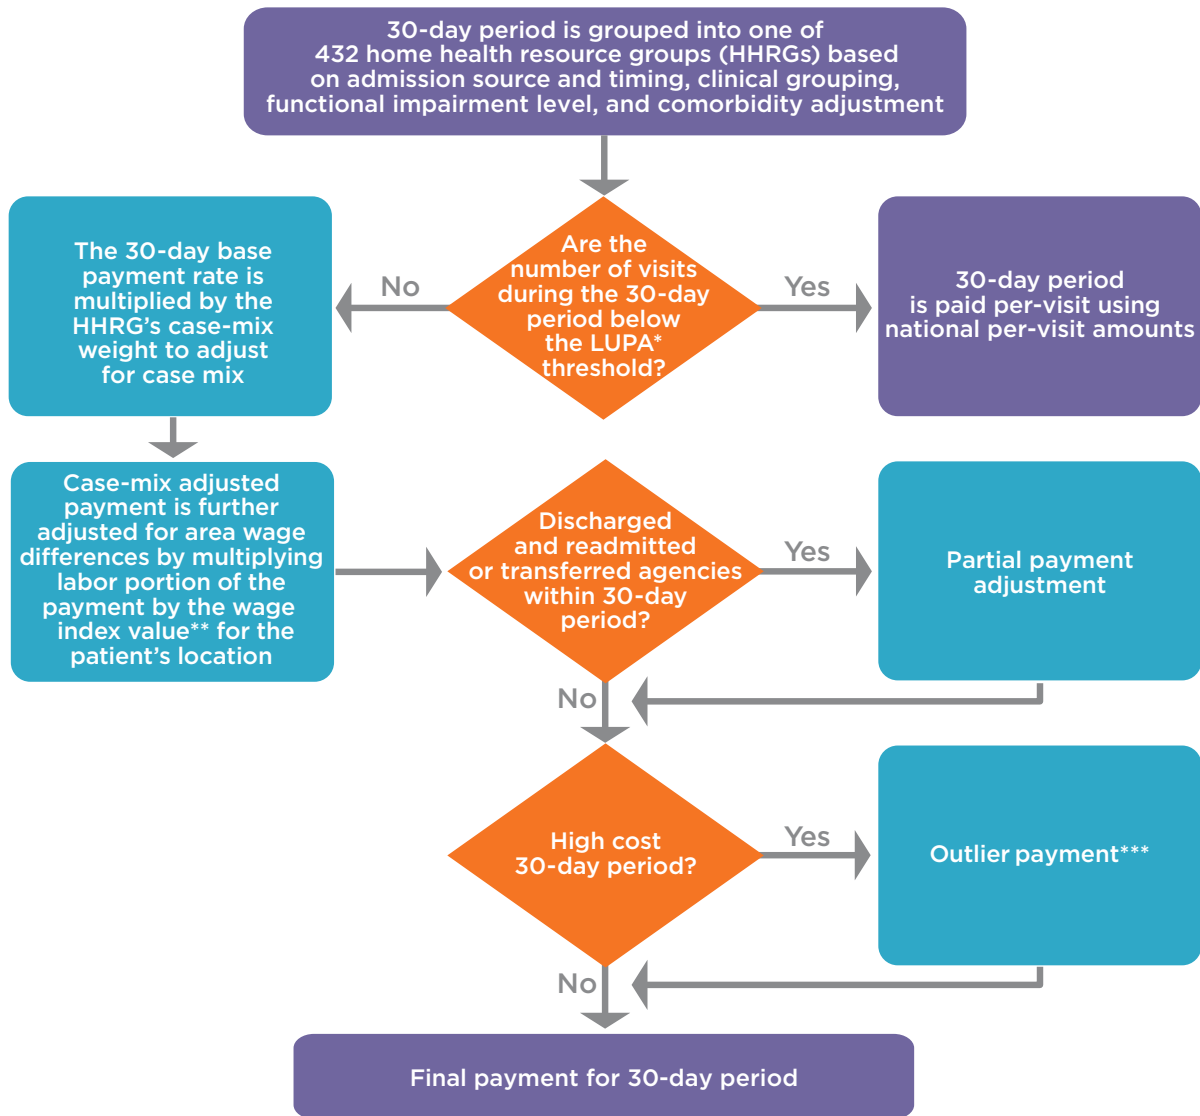 30-day period is grouped into one of
432 home health resource groups (HHRGs) based
on admission source and timing, clinical grouping,
functional impairment level, and comorbidity adjustment
The 30-day base
payment rate is
multiplied by the
HHRG's case-mix
weight to adjust
for case mix
No
Are the
number of visits
during the 30-day
period below
the LUPA*
threshold?
Yes
30-day period
is paid per-visit using
national per-visit amounts
Case-mix adjusted
payment is further
adjusted for area wage
differences by multiplying
labor portion of the
payment by the wage
index value** for the
patient's location
Discharged
and readmitted
or transferred agencies
within 30-day
period?
Yes
Partial payment
adjustment
No
High cost
30-day period?
Yes
Outlier payment***
No
Final payment for 30-day period